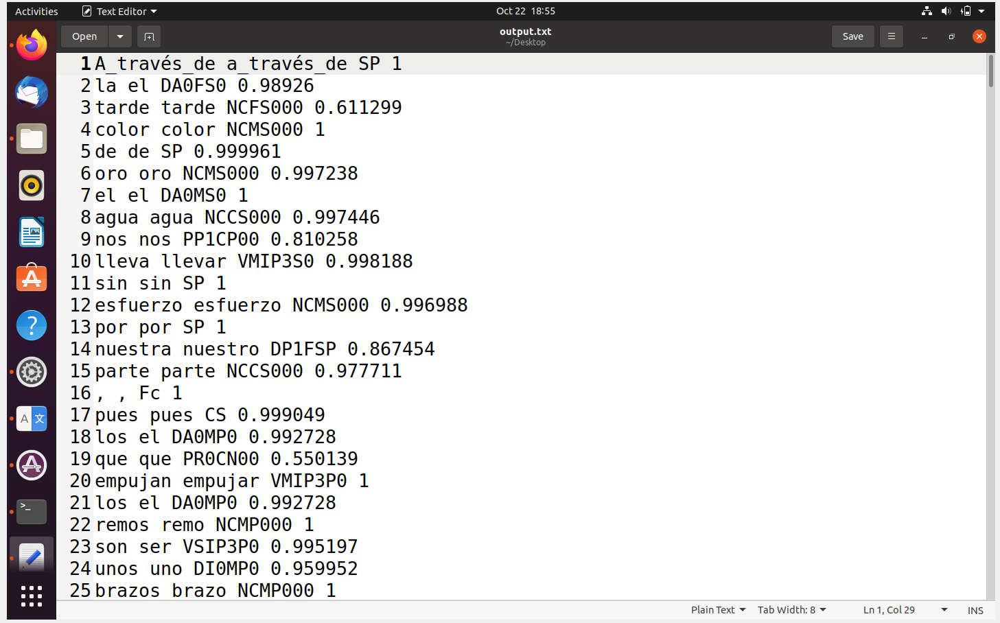 Activities Text Editor Oct 22 18:55
Open output.txt Save
~/Desktop
1 A_través_de a_través_de SP 1
2 la el DA0FS0 0.98926
3 tarde tarde NCFS000 0.611299
4 color color NCMS000 1
5 de de SP 0.999961
6 oro oro NCMS000 0.997238
7 el el DA0MS0 1
8 agua agua NCCS000 0.997446
9 nos nos PP1CP00 0.810258
10 lleva llevar VMIP3S0 0.998188
11 sin sin SP 1
12 esfuerzo esfuerzo NCMS000 0.996988
13 por por SP 1
14 nuestra nuestro DP1FSP 0.867454
15 parte parte NCCS000 0.977711
16 , , Fc 1
17 pues pues CS 0.999049
18 los el DA0MP0 0.992728
19 que que PR0CN00 0.550139
20 empujan empujar VMIP3P0 1
21 los el DA0MP0 0.992728
22 remos remo NCMP000 1
23 son ser VSIP3P0 0.995197
24 unos uno DI0MP0 0.959952
25 brazos brazo NCMP000 1
Plain Text Tab Width: 8 Ln 1, Col 29 INS